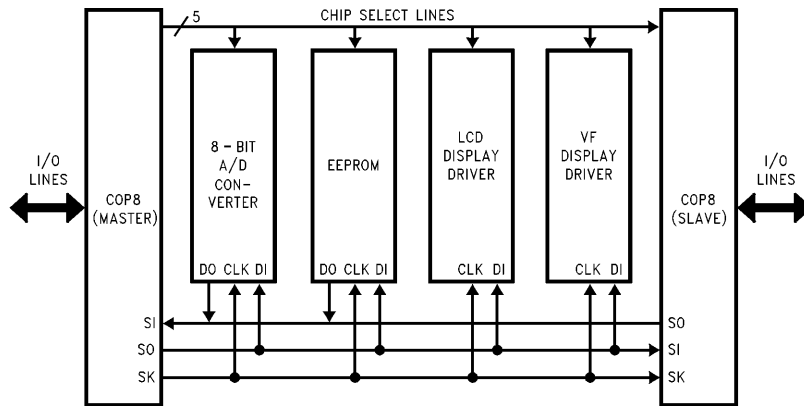 5
CHIP SELECT LINES
I/O
LINES
COP8
(MASTER)
8 - BIT
A/D
CON-
VERTER
EEPROM
LCD
DISPLAY
DRIVER
VF
DISPLAY
DRIVER
COP8
(SLAVE)
I/O
LINES
DO CLK DI
DO CLK DI
CLK DI
CLK DI
SI
SO
SO
SI
SK
SK